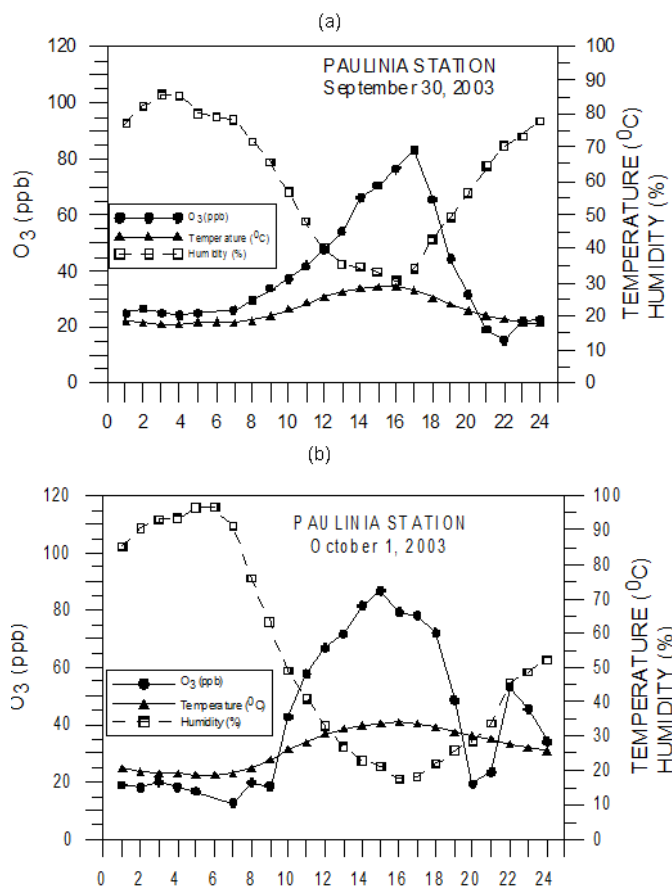 (a)
PAULINIA STATION
September 30, 2003
O3 (ppb)
120
100
80
60
40
20
0
O3 (ppb)
Temperature (⁰C)
Humidity (%)
100
90
80
70
60
50
40
30
20
10
0
TEMPERATURE (⁰C)
HUMIDITY (%)
0 2 4 6 8 10 12 14 16 18 20 22 24
(b)
PAULINIA STATION
October 1, 2003
O3 (ppb)
120
100
80
60
40
20
0
O3 (ppb)
Temperature (⁰C)
Humidity (%)
100
90
80
70
60
50
40
30
20
10
0
TEMPERATURE (⁰C)
HUMIDITY (%)
0 2 4 6 8 10 12 14 16 18 20 22 24